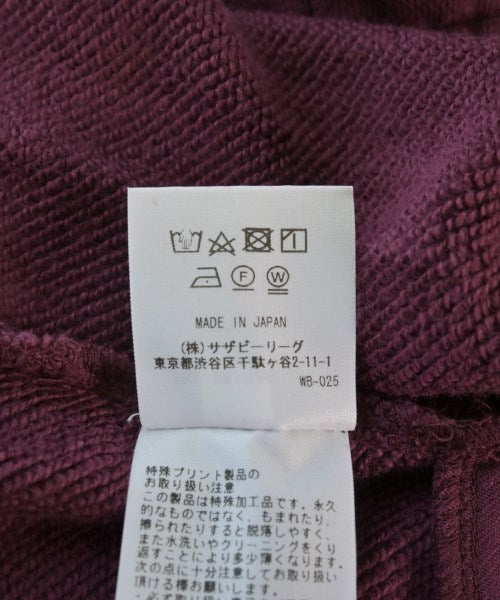 F W
MADE IN JAPAN
(株)サザビーリーグ
東京都渋谷区千駄ヶ谷2-11-1
WB-025
特殊プリント製品の
お取り扱い注意
この製品は特殊加工品です。永久
的なものではなく、もまれたり、
擦られたりすると脱落しやすく、
また水洗いやクリーニングをくり
返すことにより多少薄くなります。
次の点に十分注意してお取り扱い
頂ける様お願いします。
・必ず取り扱い